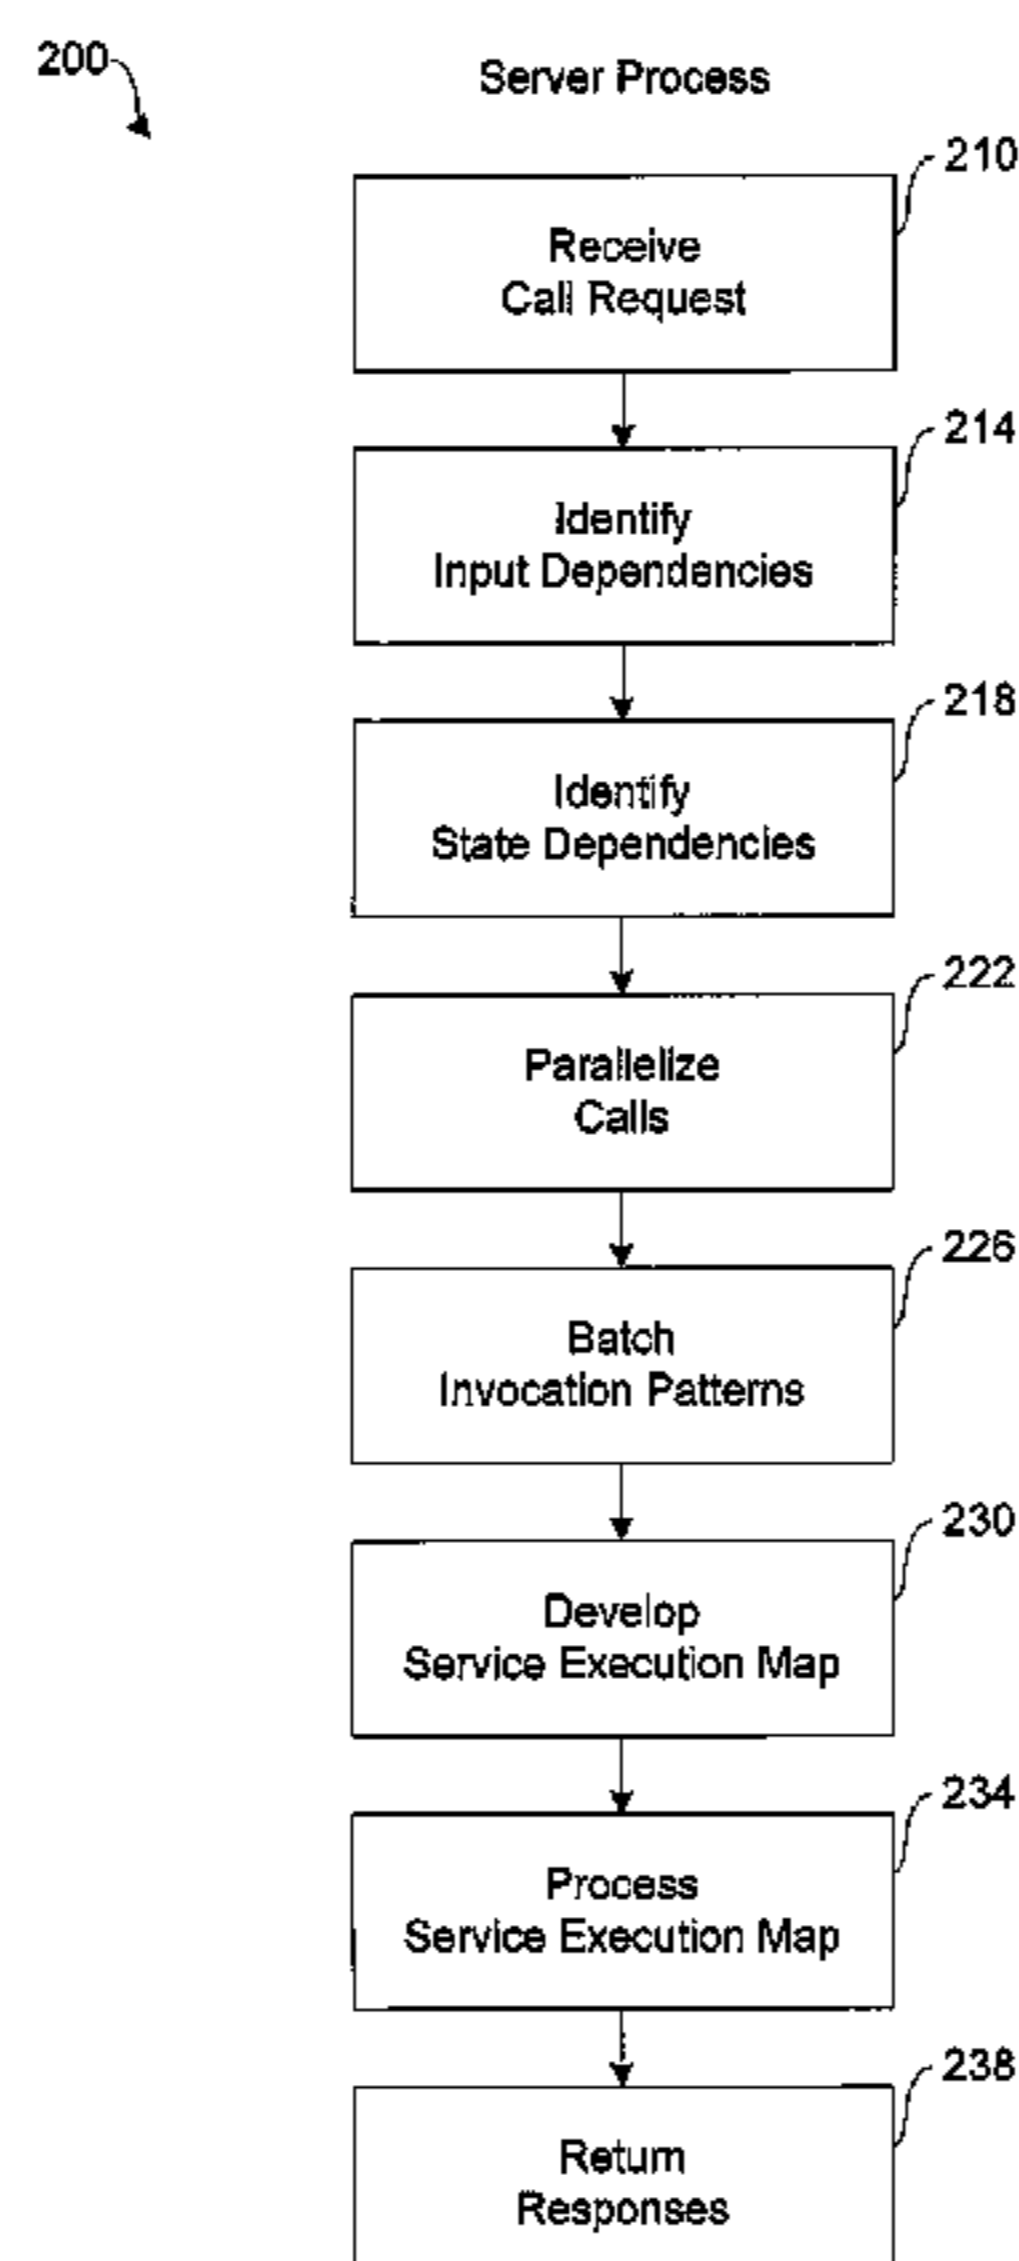 200
Server Process
210
Receive
Call Request
214
Identify
Input Dependencies
218
Identify
State Dependencies
222
Parallelize
Calls
226
Batch
Invocation Patterns
230
Develop
Service Execution Map
234
Process
Service Execution Map
238
Return
Responses